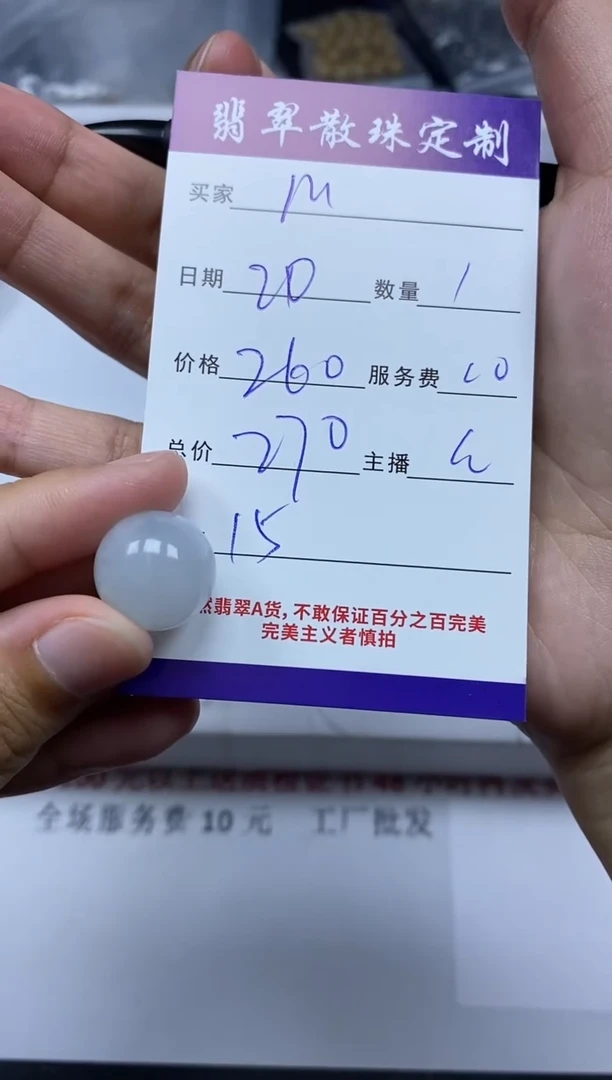 翡翠散珠定制
买家 M
日期 20 数量 1
价格 260 服务费 10
总价 270 主播
15
然翡翠A货,不敢保证百分之百完美
完美主义者慎拍
全场服务费 10 元 工厂批发